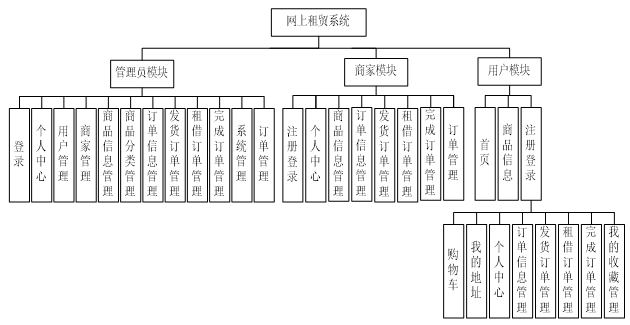 网上租贸系统
管理员模块
商家模块
用户模块
登录
个人中心
用户管理
商家管理
商品信息管理
商品分类管理
订单信息管理
发货订单管理
租借订单管理
完成订单管理
系统管理
订单管理
注册登录
个人中心
商品信息管理
订单信息管理
发货订单管理
租借订单管理
完成订单管理
订单管理
首页
商品信息
注册登录
购物车
我的地址
个人中心
订单信息管理
发货订单管理
租借订单管理
完成订单管理
我的收藏管理